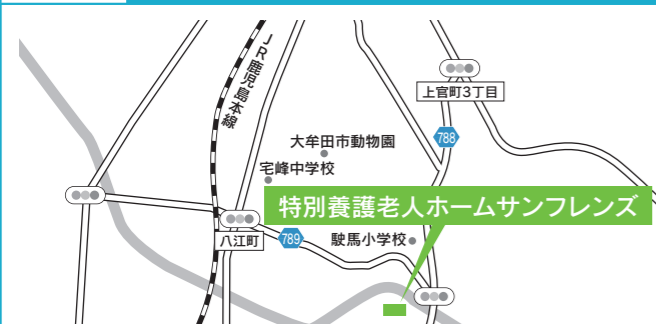 JR鹿児島本線
上官町3丁目
788
大牟田市動物園
宅峰中学校
特別養護老人ホームサンフレンズ
八江町
789
駛馬小学校